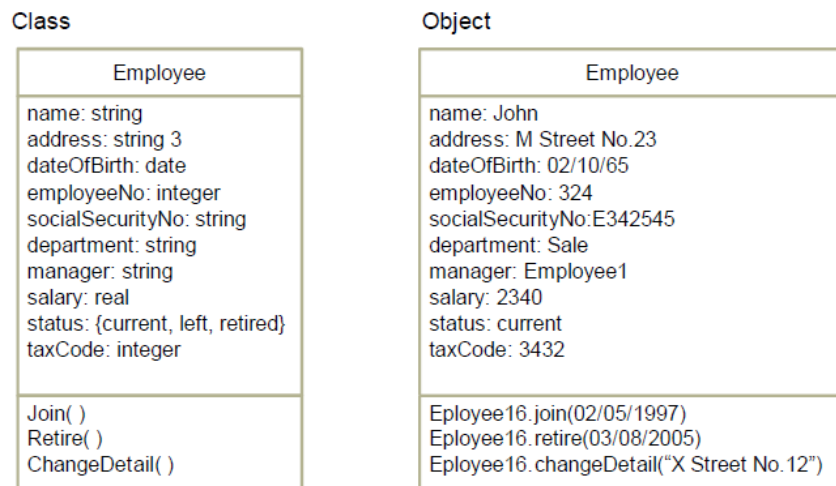 Class
Employee
name: string
address: string 3
dateOfBirth: date
employeeNo: integer
socialSecurityNo: string
department: string
manager: string
salary: real
status: {current, left, retired}
taxCode: integer
Join( )
Retire( )
ChangeDetail( )
Object
Employee
name: John
address: M Street No.23
dateOfBirth: 02/10/65
employeeNo: 324
socialSecurityNo:E342545
department: Sale
manager: Employee1
salary: 2340
status: current
taxCode: 3432
Eployee16.join(02/05/1997)
Eployee16.retire(03/08/2005)
Eployee16.changeDetail(“X Street No.12”)